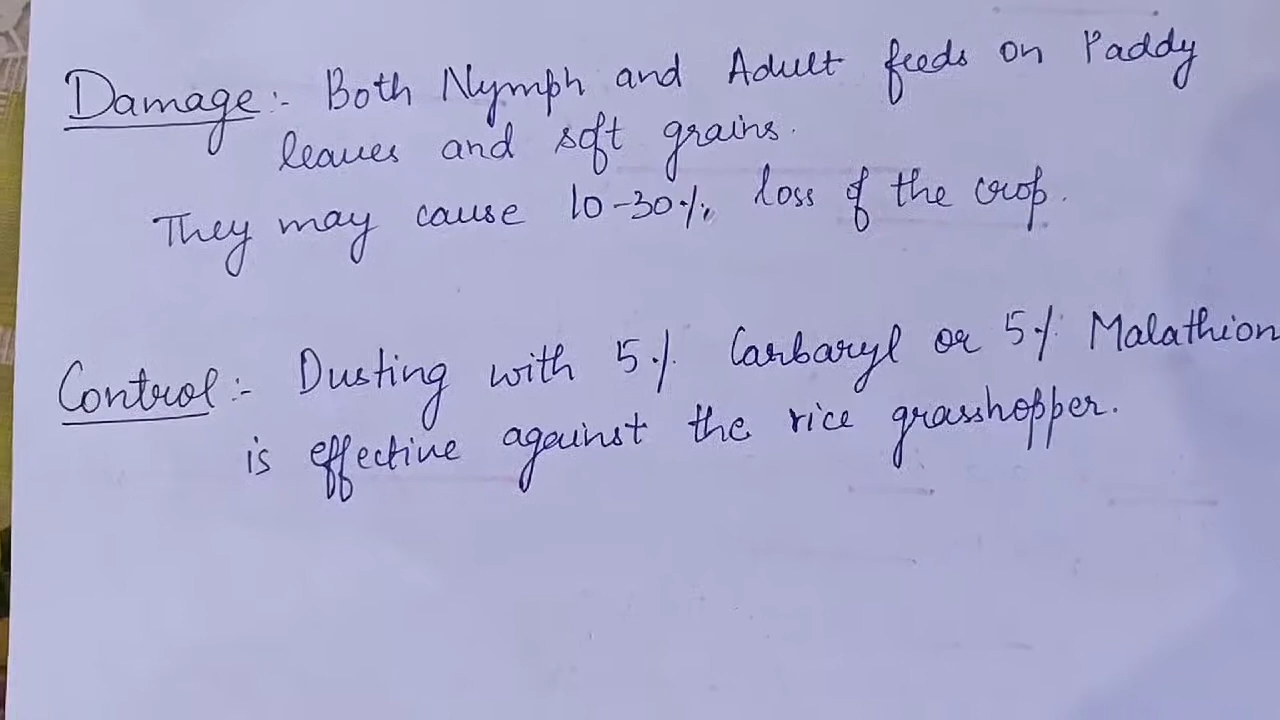 Damage:- Both Nymph and Adult feeds on Paddy
leaves and soft grains.
They may cause 10-30% loss of the crop.
Control:- Dusting with 5% Carbaryl or 5% Malathion
is effective against the rice grasshopper.